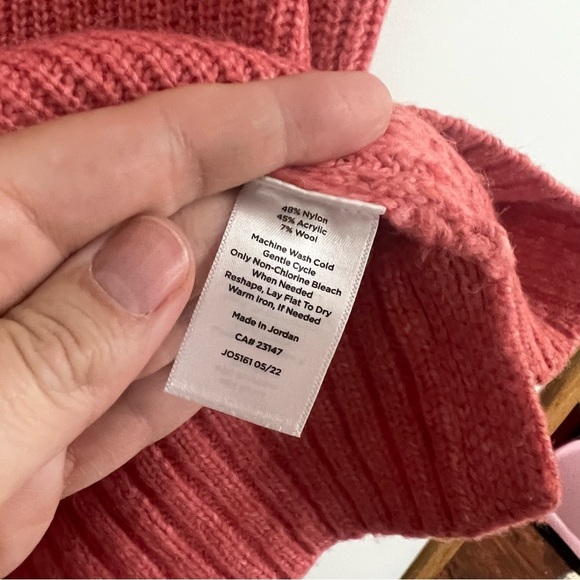 48% Nylon
45% Acrylic
7% Wool
Machine Wash Cold
Gentle Cycle
Only Non-Chlorine Bleach
When Needed
Reshape, Lay Flat To Dry
Warm Iron, If Needed
Made in Jordan
CA# 23147
JO5161 05/22